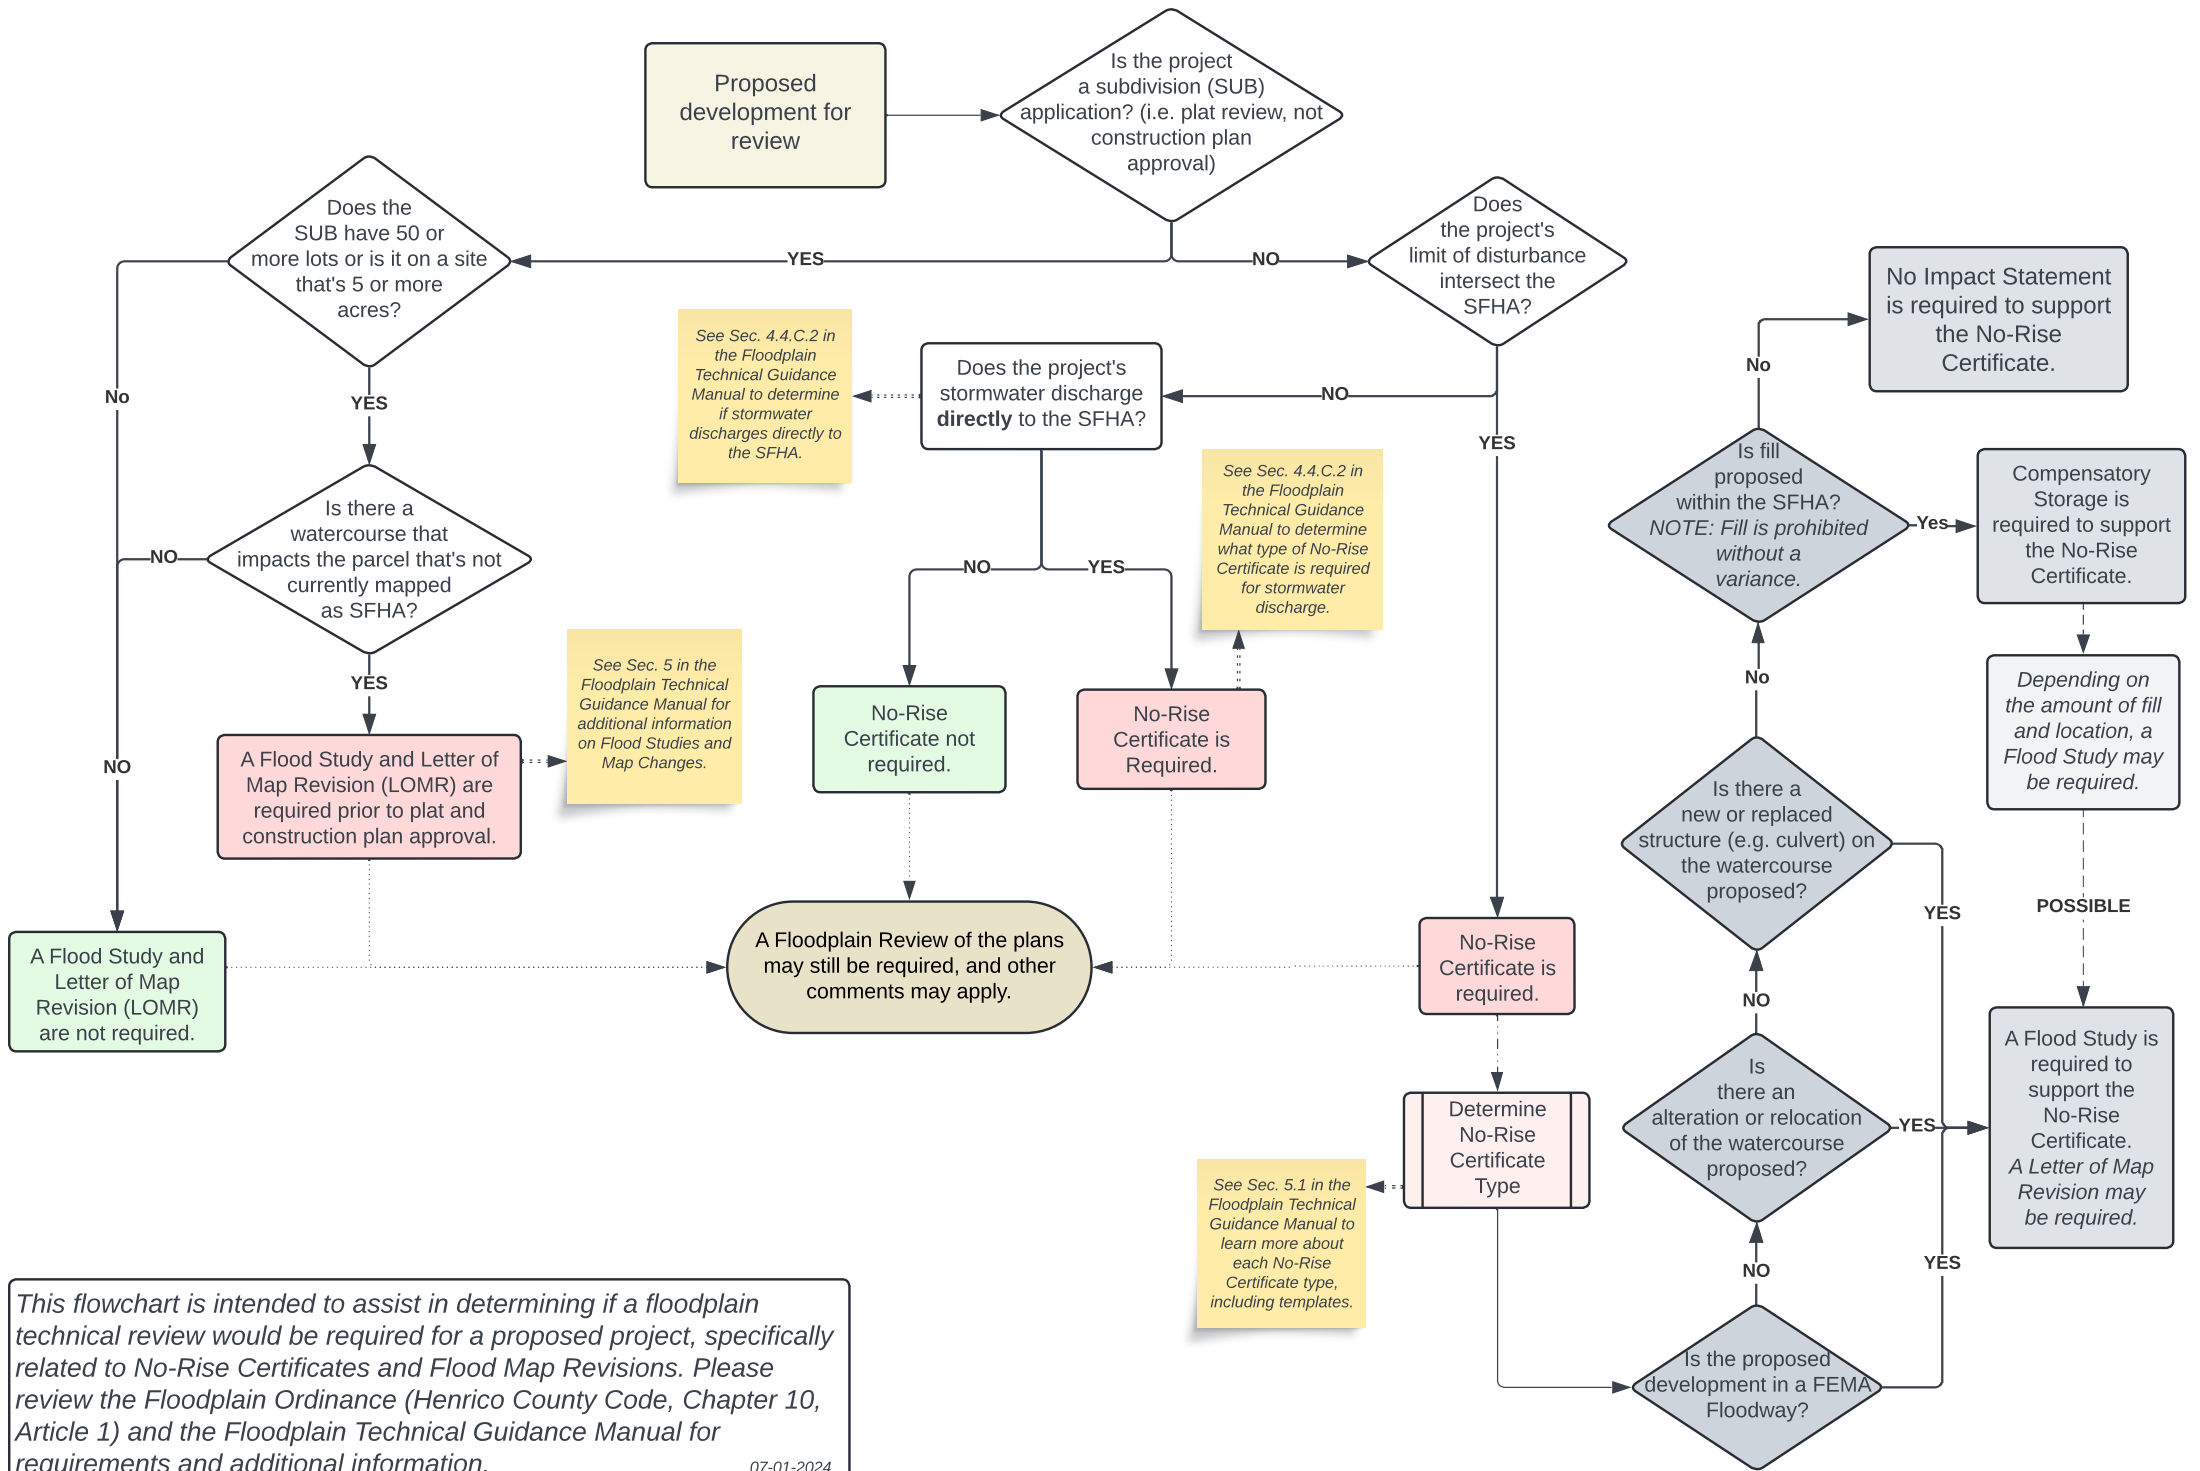 Proposed
development for
review
Is the project
a subdivision (SUB)
application? (i.e. plat review, not
construction plan
approval)
Does the
SUB have 50 or
more lots or is it on a site
that's 5 or more
acres?
YES
NO
Does
the project's
limit of disturbance
intersect the
SFHA?
No
YES
See Sec. 4.4.C.2 in
the Floodplain
Technical Guidance
Manual to determine
if stormwater
discharges directly to
the SFHA.
Does the project's
stormwater discharge
directly to the SFHA?
NO
YES
Is there a
watercourse that
impacts the parcel that's not
currently mapped
as SFHA?
NO
YES
NO
A Flood Study and Letter of
Map Revision (LOMR) are
required prior to plat and
construction plan approval.
See Sec. 5 in the
Floodplain Technical
Guidance Manual for
additional information
on Flood Studies and
Map Changes.
NO
YES
See Sec. 4.4.C.2 in
the Floodplain
Technical Guidance
Manual to determine
what type of No-Rise
Certificate is required
for stormwater
discharge.
No-Rise
Certificate not
required.
No-Rise
Certificate is
Required.
A Flood Study and
Letter of Map
Revision (LOMR)
are not required.
A Floodplain Review of the plans
may still be required, and other
comments may apply.
No-Rise
Certificate is
required.
Determine
No-Rise
Certificate
Type
See Sec. 5.1 in the
Floodplain Technical
Guidance Manual to
learn more about
each No-Rise
Certificate type,
including templates.
No Impact Statement
is required to support
the No-Rise
Certificate.
No
Is fill
proposed
within the SFHA?
NOTE: Fill is prohibited
without a
variance.
Yes
Compensatory
Storage is
required to support
the No-Rise
Certificate.
Depending on
the amount of fill
and location, a
Flood Study may
be required.
No
Is there a
new or replaced
structure (e.g. culvert) on
the watercourse
proposed?
YES
POSSIBLE
NO
Is
there an
alteration or relocation
of the watercourse
proposed?
YES
A Flood Study is
required to
support the
No-Rise
Certificate.
A Letter of Map
Revision may
be required.
NO
YES
Is the proposed
development in a FEMA
Floodway?
This flowchart is intended to assist in determining if a floodplain
technical review would be required for a proposed project, specifically
related to No-Rise Certificates and Flood Map Revisions. Please
review the Floodplain Ordinance (Henrico County Code, Chapter 10,
Article 1) and the Floodplain Technical Guidance Manual for
requirements and additional information.
07-01-2024